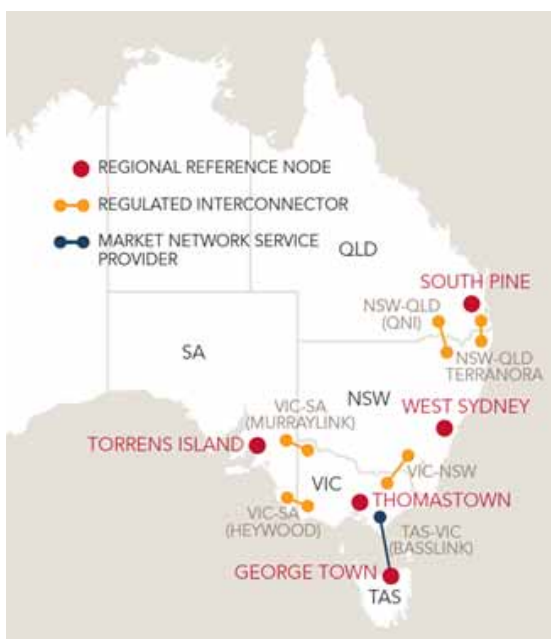 REGIONAL REFERENCE NODE
REGULATED INTERCONNECTOR
MARKET NETWORK SERVICE
PROVIDER
QLD
SOUTH PINE
NSW-QLD
(QNI)
SA
NSW-QLD
TERRANORA
NSW
VIC-SA
(MURRAYLINK)
WEST SYDNEY
TORRENS ISLAND
VIC-NSW
VIC
THOMASTOWN
VIC-SA
(HEYWOOD)
TAS-VIC
(BASSLINK)
GEORGE TOWN
TAS